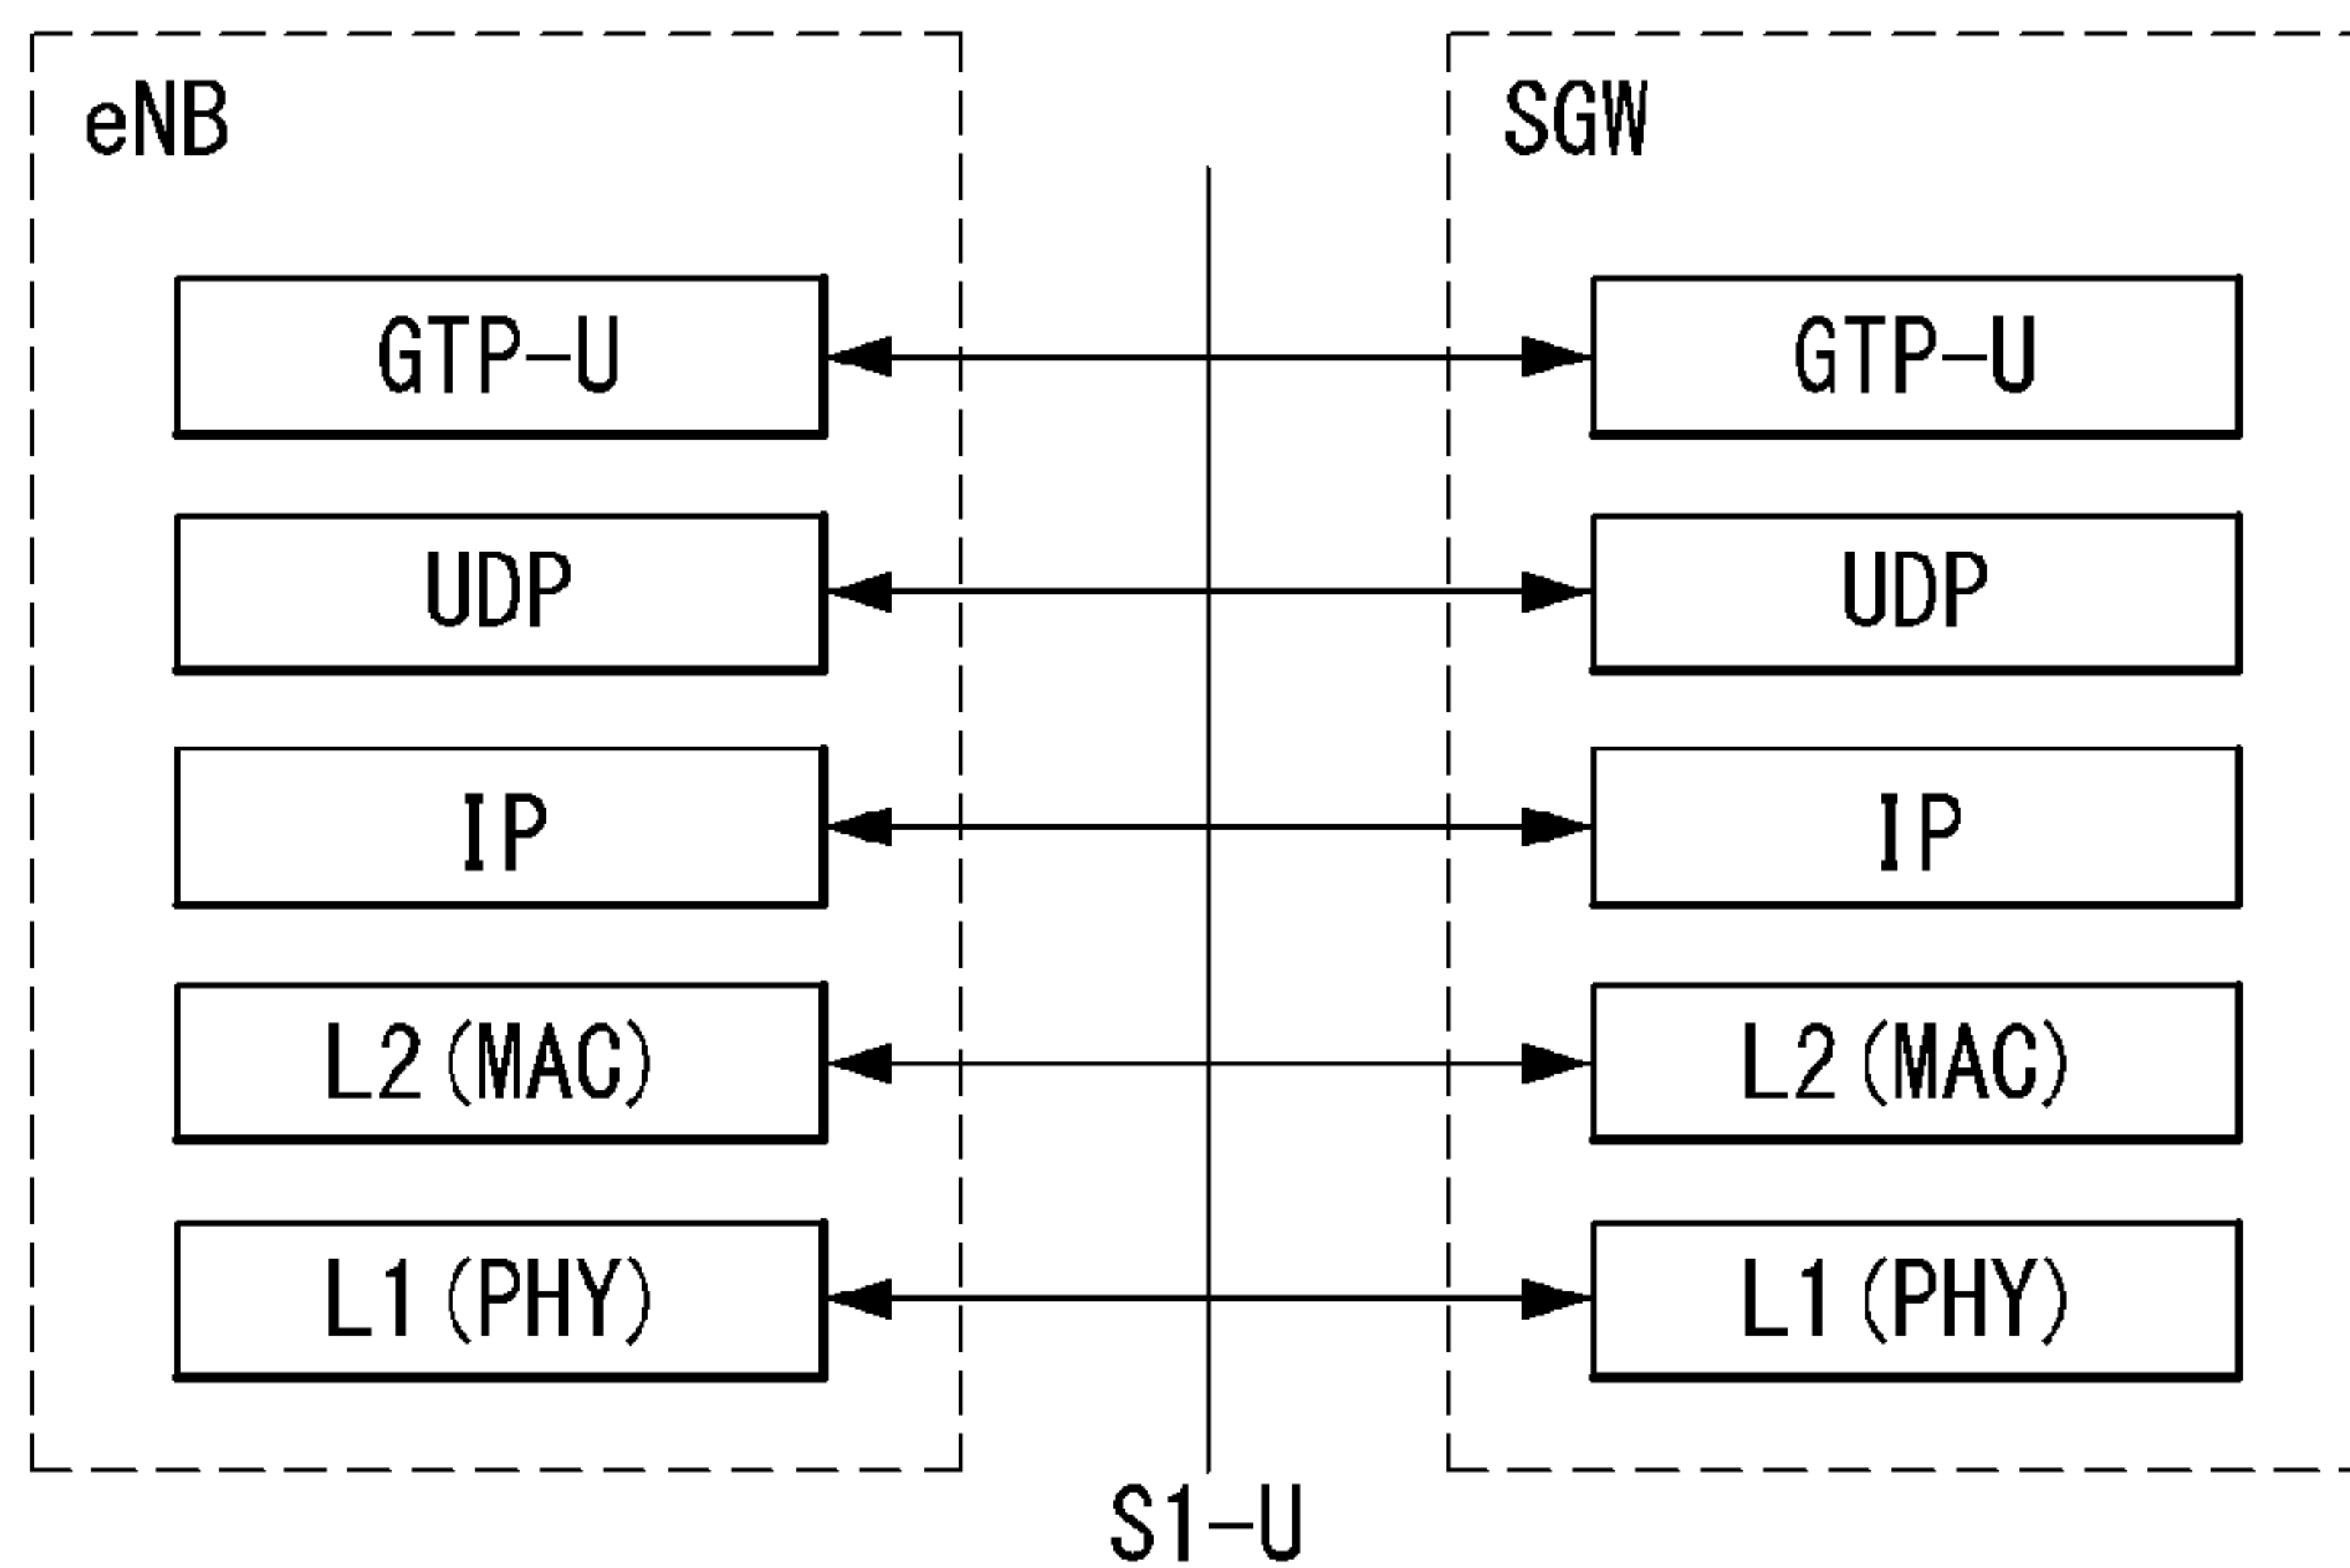 eNB
SGW
GTP-U
GTP-U
UDP
UDP
IP
IP
L2(MAC)
L2(MAC)
L1(PHY)
L1(PHY)
S1-U